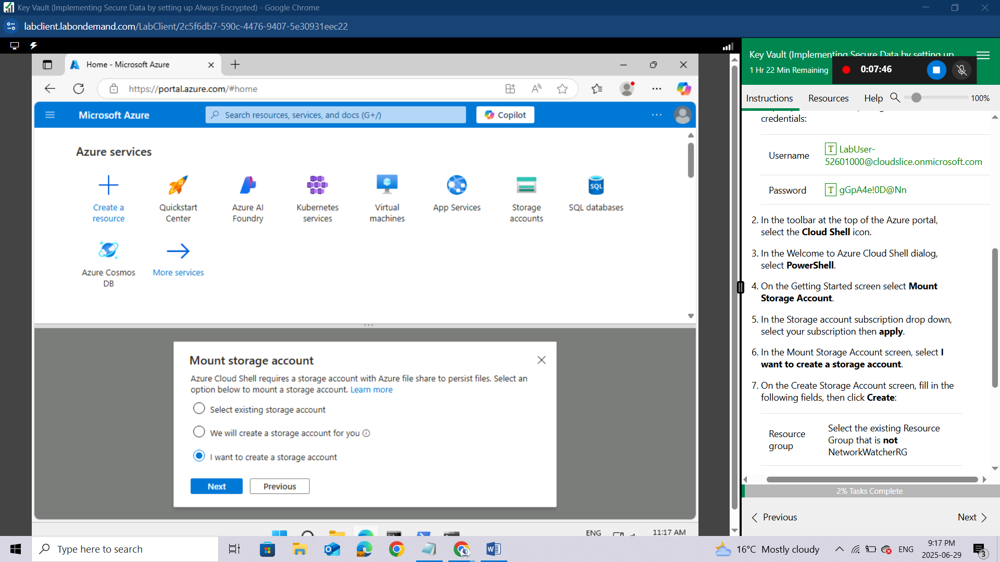 Key Vault (Implementing Secure Data by setting up Always Encrypted) - Google Chrome
labclient.labondemand.com/LabClient/2c5f6db7-590c-4476-9407-5e30931eec22
Home - Microsoft Azure
https://portal.azure.com/#home
Microsoft Azure
Search resources, services, and docs (G+/)
Copilot
Azure services
Create a resource
Quickstart Center
Azure AI Foundry
Kubernetes services
Virtual machines
App Services
Storage accounts
SQL databases
Azure Cosmos DB
More services
Mount storage account
Azure Cloud Shell requires a storage account with Azure file share to persist files. Select an
option below to mount a storage account. Learn more
Select existing storage account
We will create a storage account for you
I want to create a storage account
Next
Previous
ENG
11:17 AM
Key Vault (Implementing Secure Data by setting up
1 Hr 22 Min Remaining
0:07:46
Instructions
Resources
Help
100%
credentials:
Username
T LabUser-
52601000@cloudslice.onmicrosoft.com
Password
T gGpA4e!0D@Nn
2. In the toolbar at the top of the Azure portal,
select the Cloud Shell icon.
3. In the Welcome to Azure Cloud Shell dialog,
select PowerShell.
4. On the Getting Started screen select Mount
Storage Account.
5. In the Storage account subscription drop down,
select your subscription then apply.
6. In the Mount Storage Account screen, select I
want to create a storage account.
7. On the Create Storage Account screen, fill in the
following fields, then click Create:
Resource group
Select the existing Resource
Group that is not
NetworkWatcherRG
2% Tasks Complete
Previous
Next
Type here to search
16°C Mostly cloudy
ENG
9:17 PM
2025-06-29
3